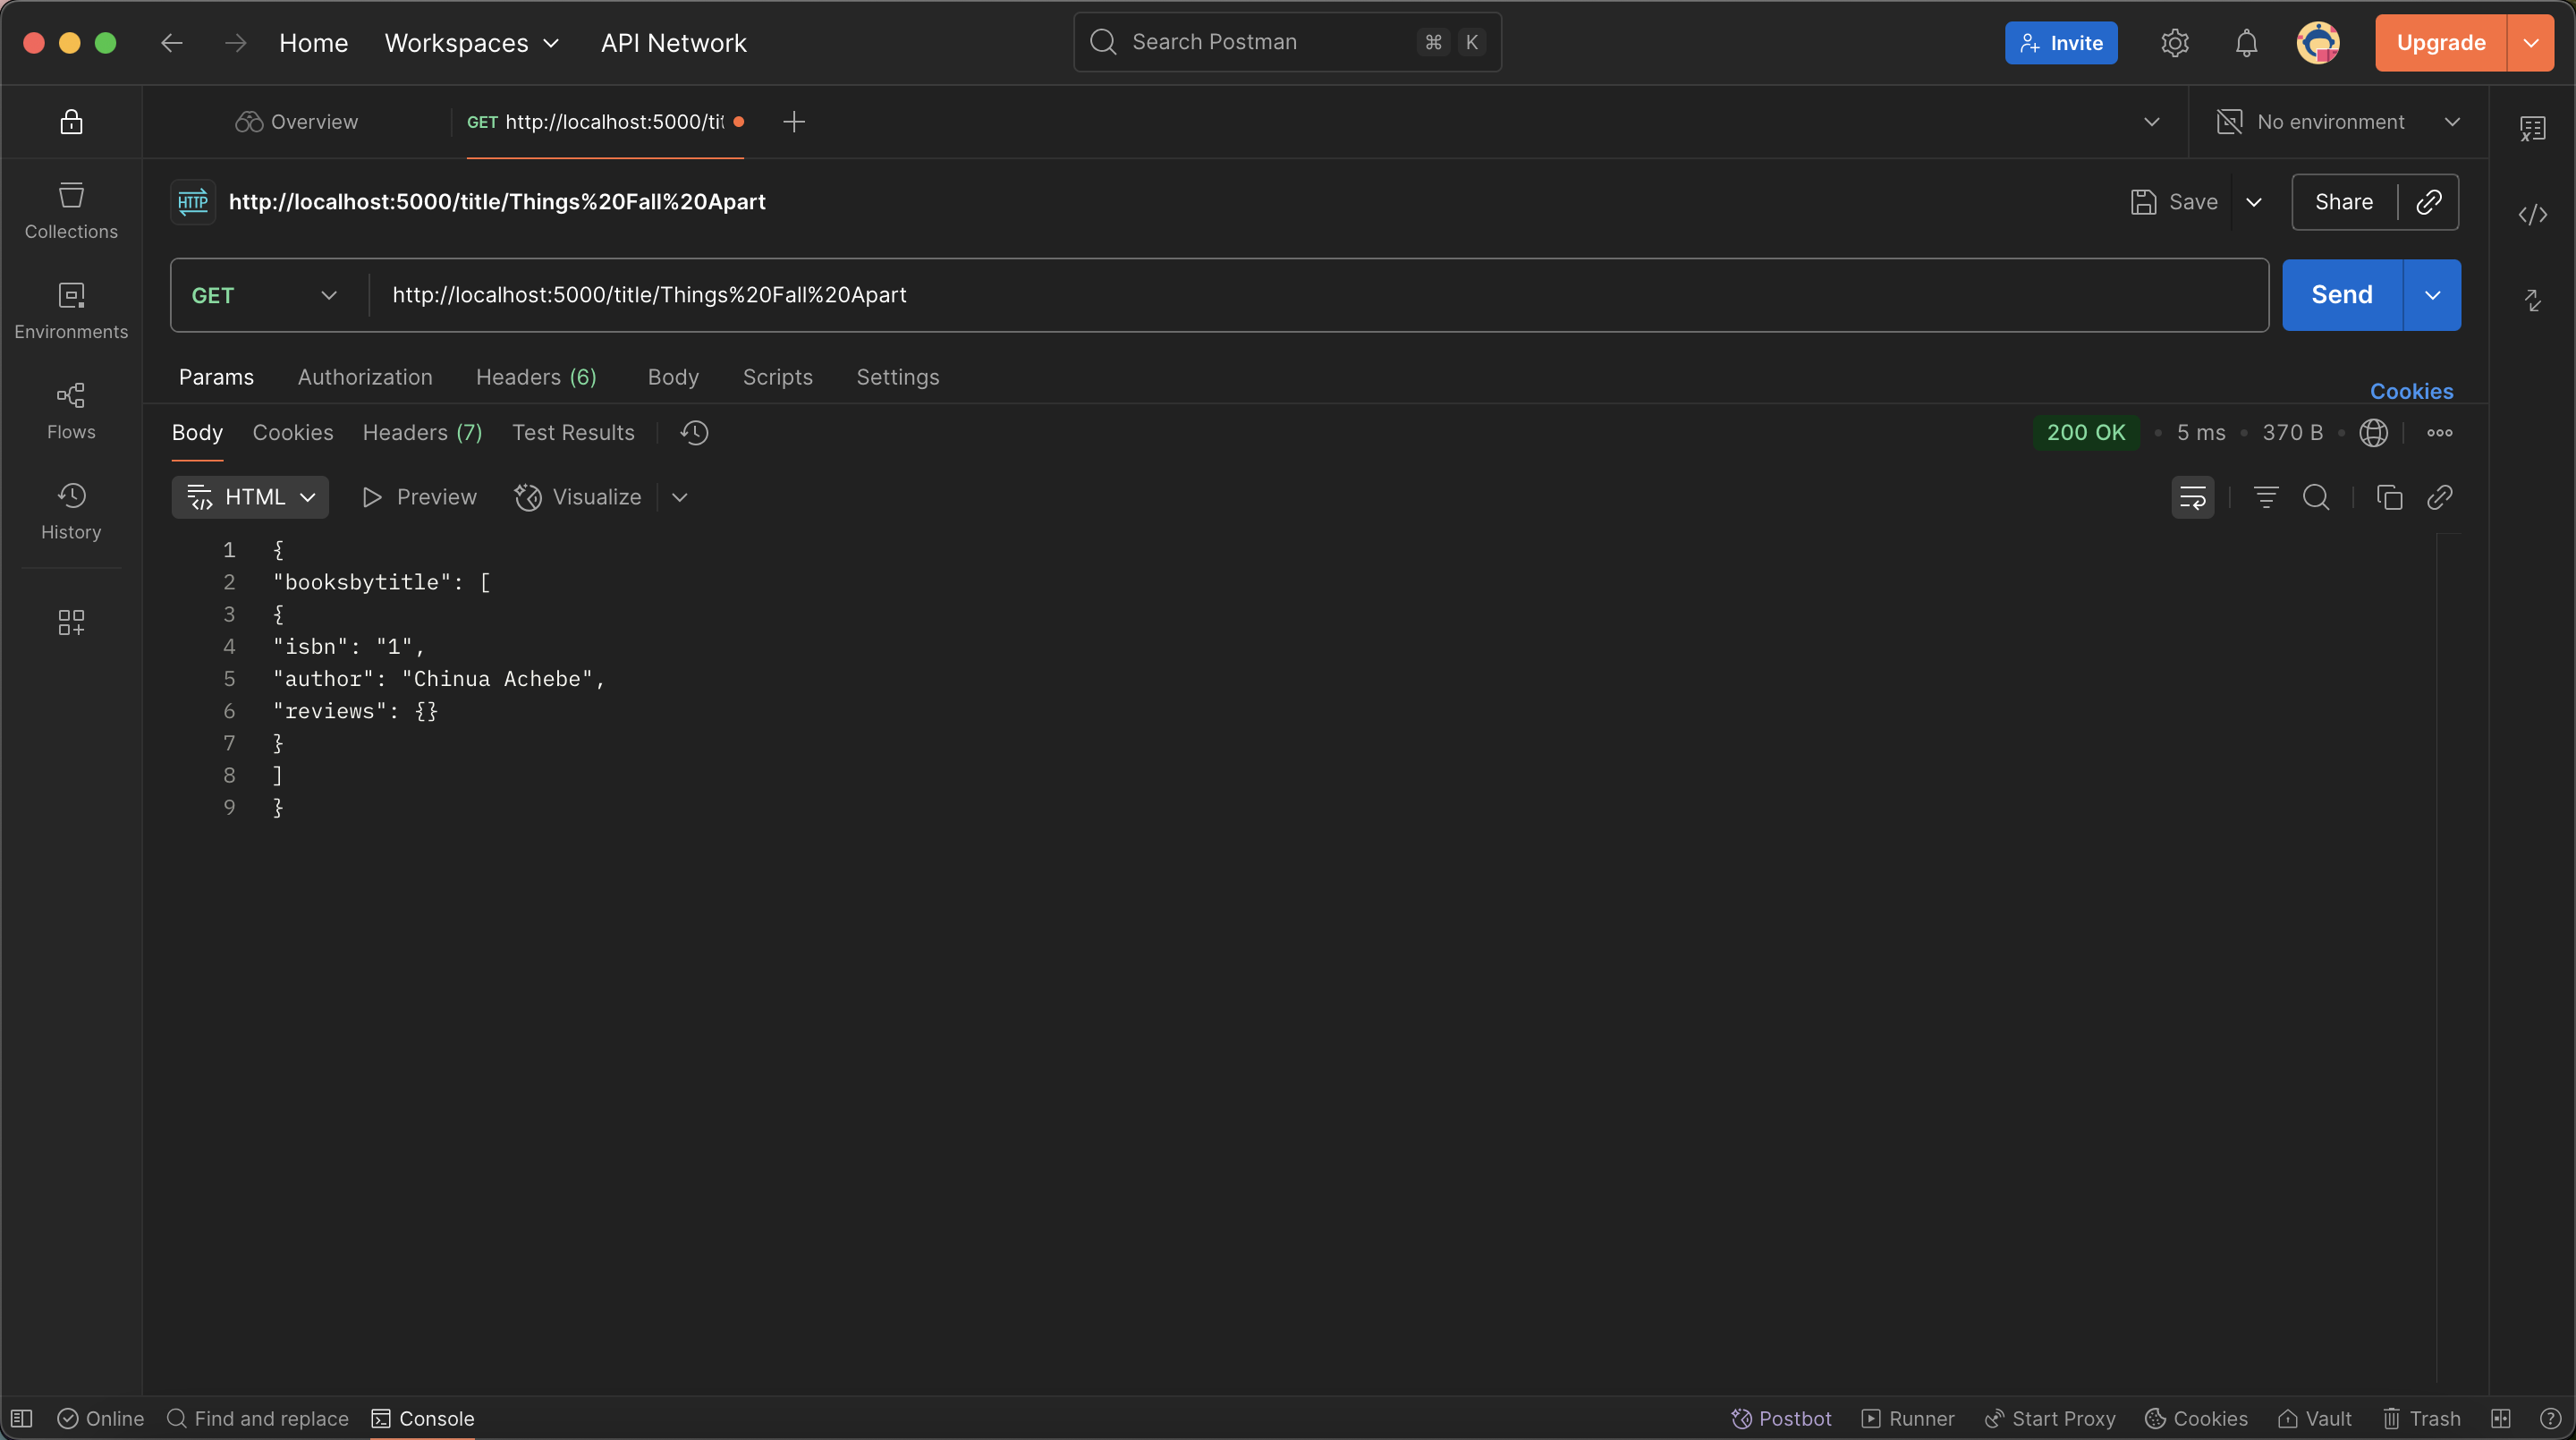 Home Workspaces API Network Search Postman ⌘ K Invite Upgrade
Overview GET http://localhost:5000/tit No environment
HTTP http://localhost:5000/title/Things%20Fall%20Apart Save Share
Collections
GET http://localhost:5000/title/Things%20Fall%20Apart Send
Environments
Params Authorization Headers (6) Body Scripts Settings Cookies
Flows
Body Cookies Headers (7) Test Results 200 OK • 5 ms • 370 B •
HTML Preview Visualize
History
1 {
2 "booksbytitle": [
3 {
4 "isbn": "1",
5 "author": "Chinua Achebe",
6 "reviews": {}
7 }
8 ]
9 }
Online Find and replace Console Postbot Runner Start Proxy Cookies Vault Trash